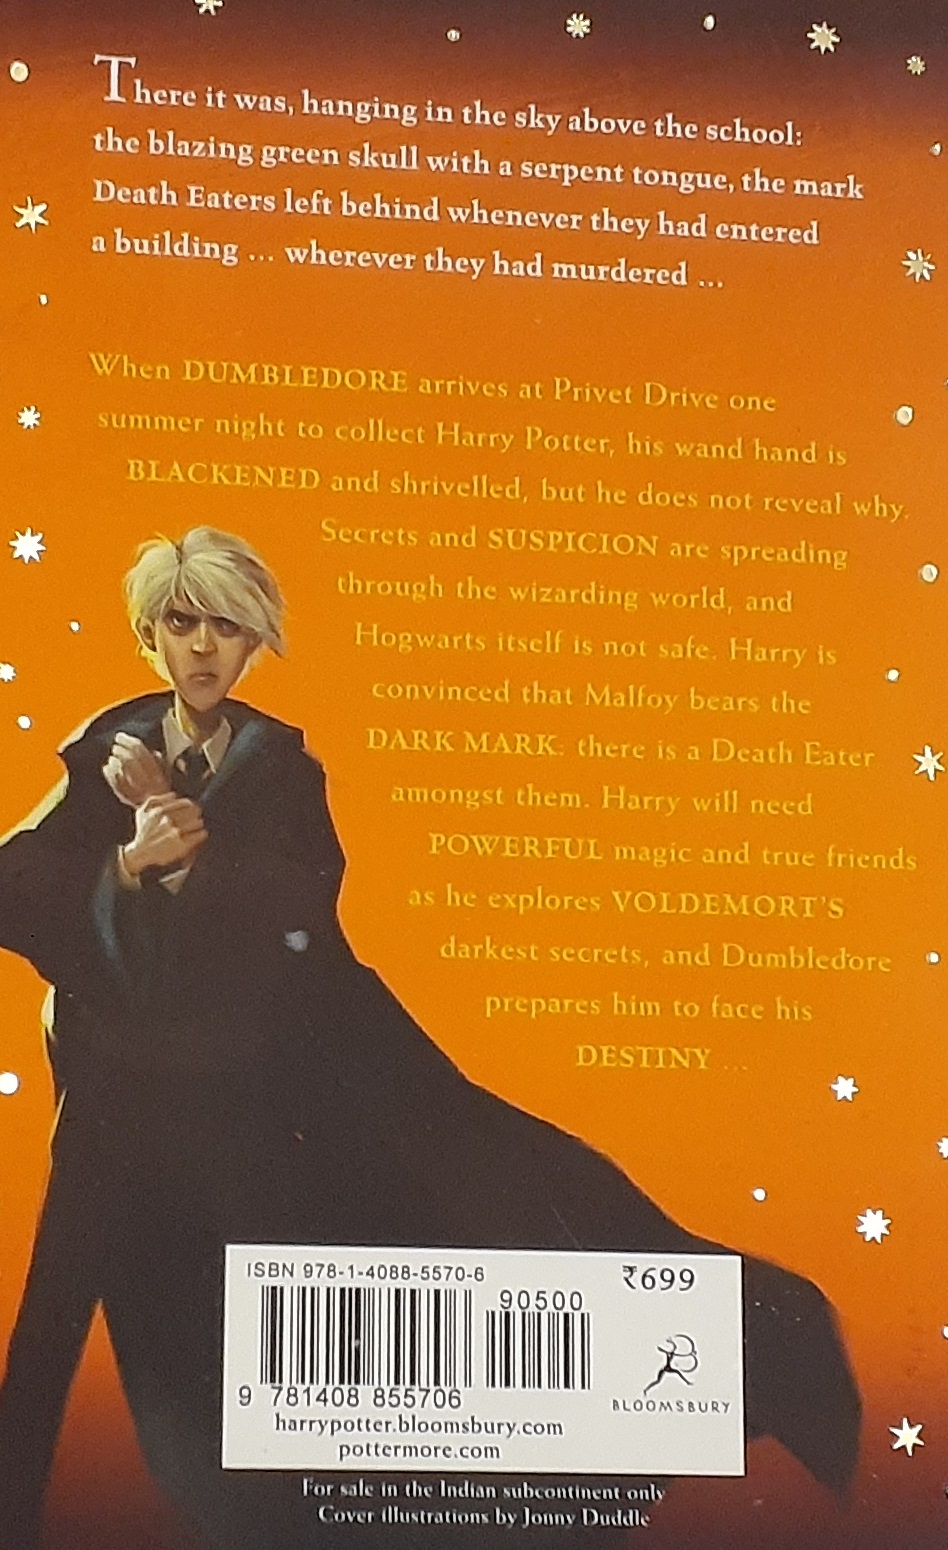 There it was, hanging in the sky above the school:
the blazing green skull with a serpent tongue, the mark
Death Eaters left behind whenever they had entered
a building ... wherever they had murdered ...
When DUMBLEDORE arrives at Privet Drive one
summer night to collect Harry Potter, his wand hand is
BLACKENED and shrivelled, but he does not reveal why.
Secrets and SUSPICION are spreading
through the wizarding world, and
Hogwarts itself is not safe. Harry is
convinced that Malfoy bears the
DARK MARK: there is a Death Eater
amongst them. Harry will need
POWERFUL magic and true friends
as he explores VOLDEMORT'S
darkest secrets, and Dumbledore
prepares him to face his
DESTINY ...
ISBN 978-1-4088-5570-6
₹699
90500
9 781408 855706
BLOOMSBURY
harrypotter.bloomsbury.com
pottermore.com
For sale in the Indian subcontinent only
Cover illustrations by Jonny Duddle